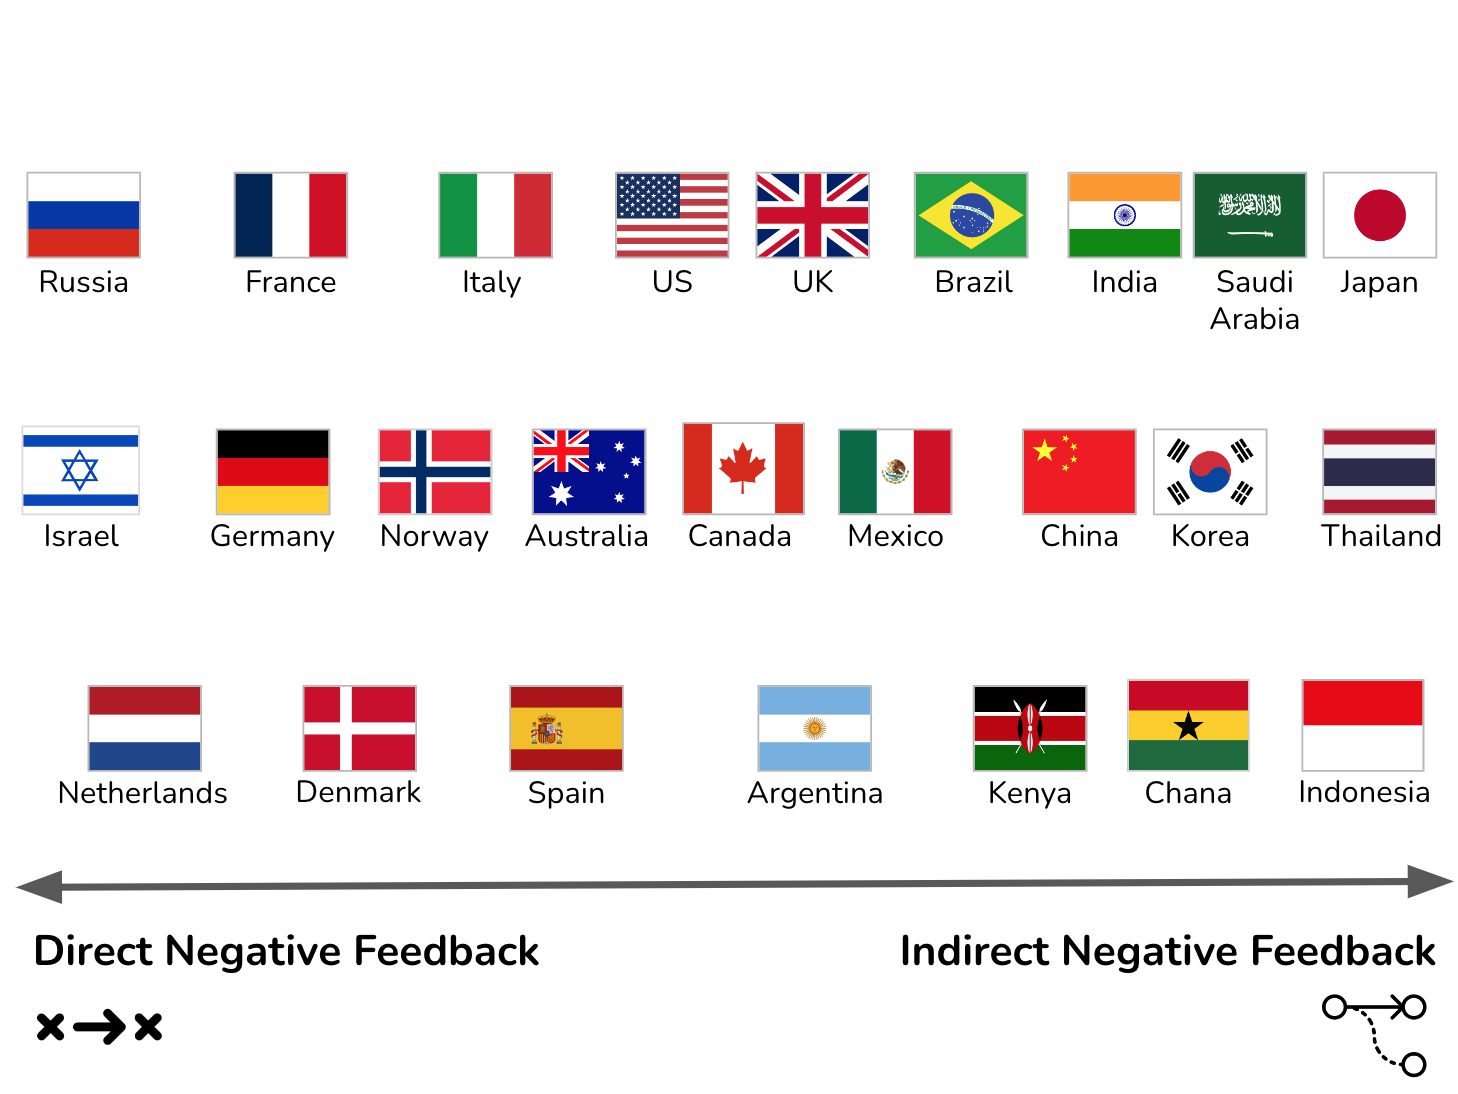 Russia
France
Italy
US
UK
Brazil
India
Saudi
Arabia
Japan
Israel
Germany
Norway
Australia
Canada
Mexico
China
Korea
Thailand
Netherlands
Denmark
Spain
Argentina
Kenya
Chana
Indonesia
Direct Negative Feedback
Indirect Negative Feedback